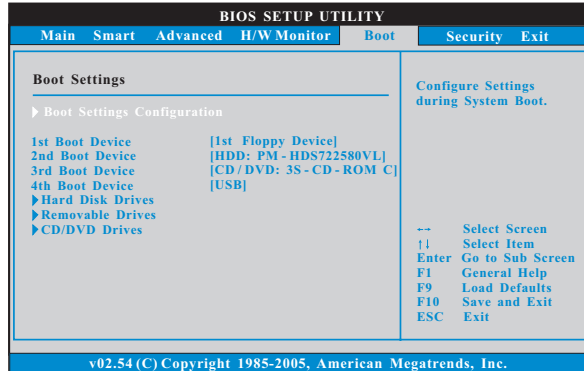 BIOS SETUP UTILITY
Main Smart Advanced H/W Monitor Boot Security Exit
Boot Settings
Boot Settings Configuration
1st Boot Device [1st Floppy Device]
2nd Boot Device [HDD: PM - HDS722580VL]
3rd Boot Device [CD / DVD: 3S - CD - ROM C]
4th Boot Device [USB]
Hard Disk Drives
Removable Drives
CD/DVD Drives
Configure Settings
during System Boot.
←→ Select Screen
↑↓ Select Item
Enter Go to Sub Screen
F1 General Help
F9 Load Defaults
F10 Save and Exit
ESC Exit
v02.54 (C) Copyright 1985-2005, American Megatrends, Inc.